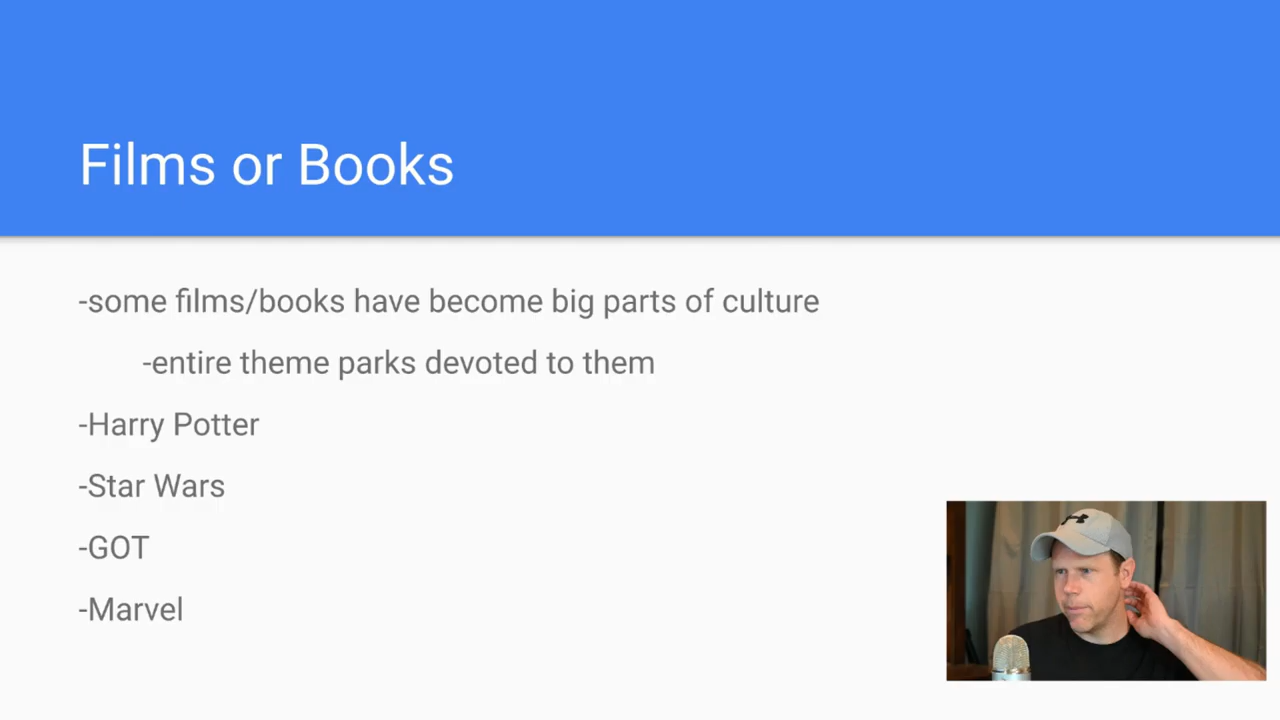 Films or Books
-some films/books have become big parts of culture
-entire theme parks devoted to them
-Harry Potter
-Star Wars
-GOT
-Marvel